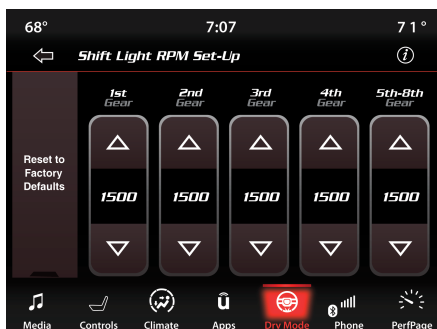 68° 7:07 71°
Shift Light RPM Set-Up
1st 2nd 3rd 4th 5th-8th
Gear Gear Gear Gear Gear
Reset to
Factory
Defaults
1500 1500 1500 1500 1500
Media Controls Climate Apps Drv Mode Phone PerfPage